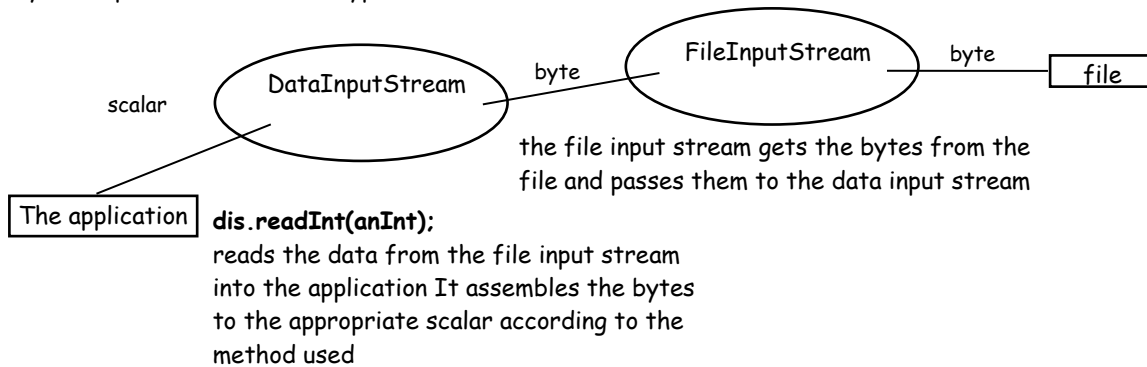 FileInputStream
byte
byte
file
DataInputStream
scalar
the file input stream gets the bytes from the
file and passes them to the data input stream
The application
dis.readInt(anInt);
reads the data from the file input stream
into the application It assembles the bytes
to the appropriate scalar according to the
method used